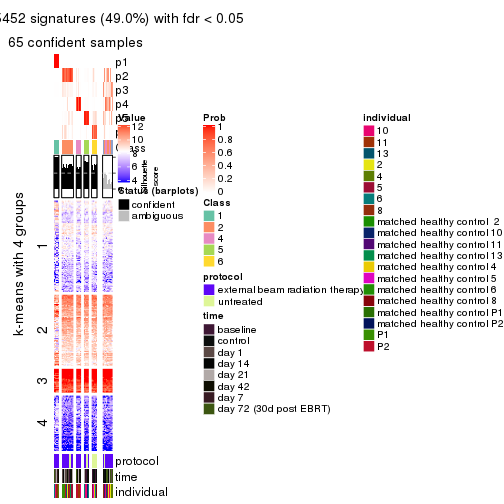 5452 signatures (49.0%) with fdr < 0.05
65 confident samples
p1
p2
p3
p4
Value
12
10
8
6
4
silhouette
score
Status (barplots)
confident
ambiguous
k-means with 4 groups
1
2
3
4
protocol
time
individual
Prob
1
0.8
0.6
0.4
0.2
0
Class
1
2
4
5
6
protocol
external beam radiation therapy
untreated
time
baseline
control
day 1
day 14
day 21
day 42
day 7
day 72 (30d post EBRT)
individual
10
11
13
2
4
5
6
8
matched healthy control 2
matched healthy control 10
matched healthy control 11
matched healthy control 13
matched healthy control 4
matched healthy control 5
matched healthy control 6
matched healthy control 8
matched healthy control P1
matched healthy control P2
P1
P2